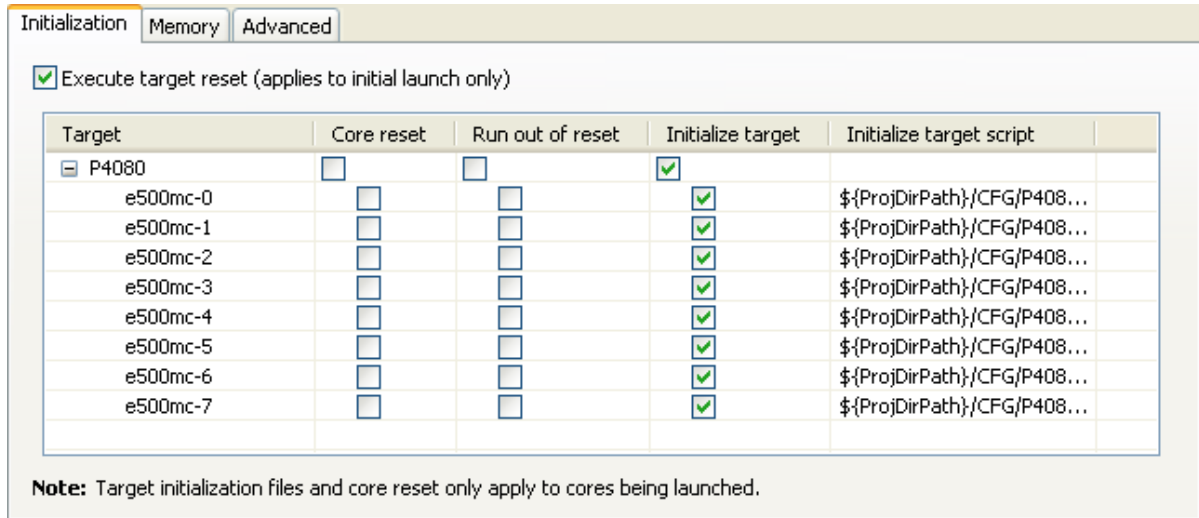 Initialization Memory Advanced
Execute target reset (applies to initial launch only)
Target Core reset Run out of reset Initialize target Initialize target script
P4080
e500mc-0 ${ProjDirPath}/CFG/P408...
e500mc-1 ${ProjDirPath}/CFG/P408...
e500mc-2 ${ProjDirPath}/CFG/P408...
e500mc-3 ${ProjDirPath}/CFG/P408...
e500mc-4 ${ProjDirPath}/CFG/P408...
e500mc-5 ${ProjDirPath}/CFG/P408...
e500mc-6 ${ProjDirPath}/CFG/P408...
e500mc-7 ${ProjDirPath}/CFG/P408...
Note: Target initialization files and core reset only apply to cores being launched.